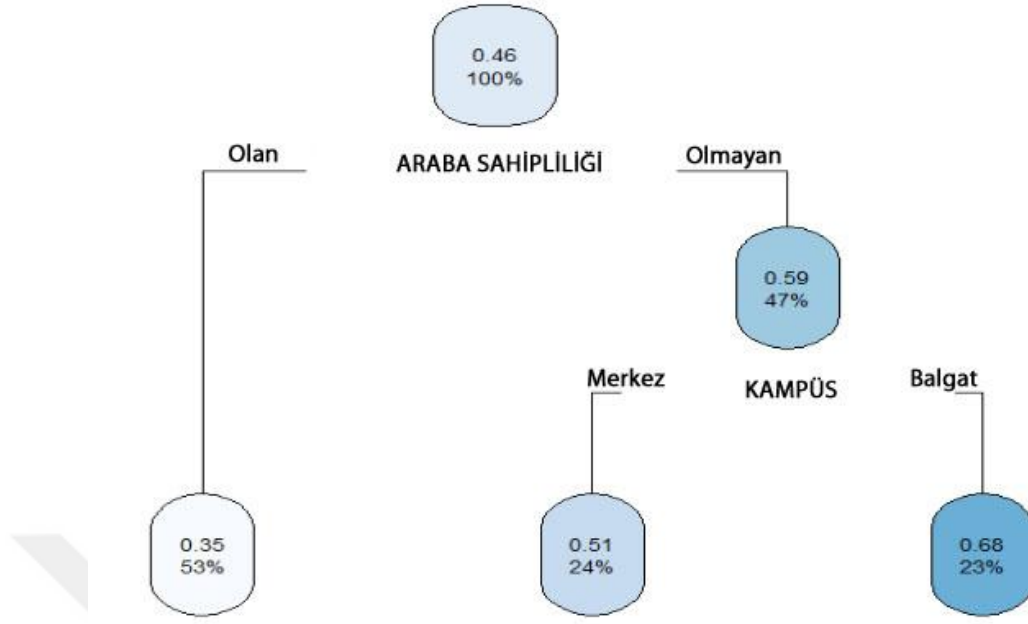 0.46
100%
Olan
ARABA SAHİPLİLİĞİ
Olmayan
0.59
47%
Merkez
KAMPÜS
Balgat
0.35
53%
0.51
24%
0.68
23%